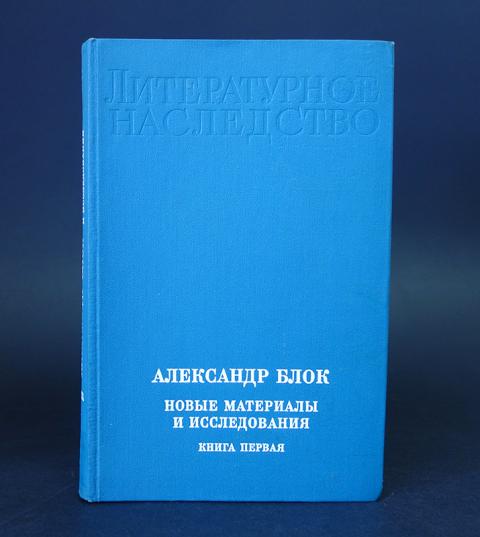 Литературное
наследство
АЛЕКСАНДР БЛОК
НОВЫЕ МАТЕРИАЛЫ
И ИССЛЕДОВАНИЯ
КНИГА ПЕРВАЯ